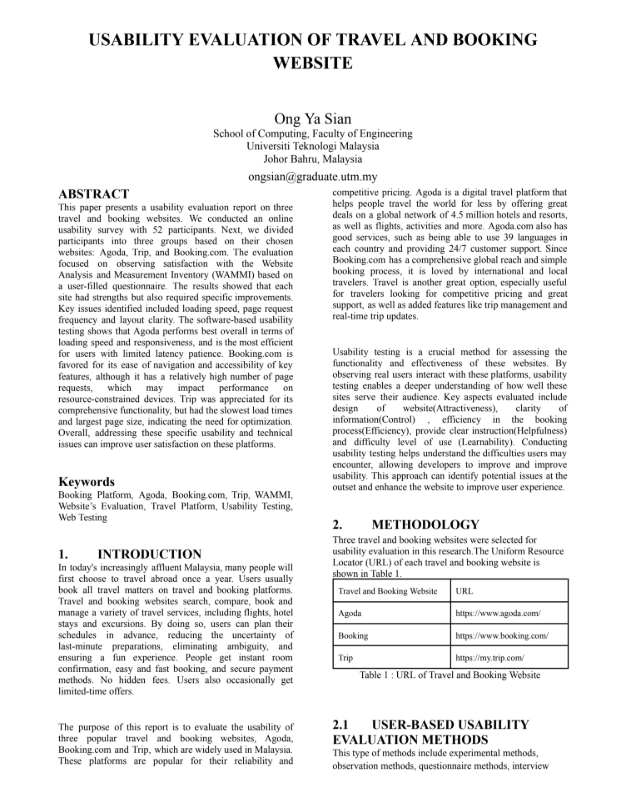 USABILITY EVALUATION OF TRAVEL AND BOOKING
WEBSITE
Ong Ya Sian
School of Computing, Faculty of Engineering
Universiti Teknologi Malaysia
Johor Bahru, Malaysia
ongsian@graduate.utm.my
ABSTRACT
This paper presents a usability evaluation report on three
travel and booking websites. We conducted an online
usability survey with 52 participants. Next, we divided
participants into three groups based on their chosen
websites: Agoda, Trip, and Booking.com. The evaluation
focused on observing satisfaction with the Website
Analysis and Measurement Inventory (WAMMI) based on
a user-filled questionnaire. The results showed that each
site had strengths but also required specific improvements.
Key issues identified included loading speed, page request
frequency and layout clarity. The software-based usability
testing shows that Agoda performs best overall in terms of
loading speed and responsiveness, and is the most efficient
for users with limited latency patience. Booking.com is
favored for its ease of navigation and accessibility of key
features, although it has a relatively high number of page
requests, which may impact performance on
resource-constrained devices. Trip was appreciated for its
comprehensive functionality, but had the slowest load times
and largest page size, indicating the need for optimization.
Overall, addressing these specific usability and technical
issues can improve user satisfaction on these platforms.
Keywords
Booking Platform, Agoda, Booking.com, Trip, WAMMI,
Website's Evaluation, Travel Platform, Usability Testing,
Web Testing
1. INTRODUCTION
In today's increasingly affluent Malaysia, many people will
first choose to travel abroad once a year. Users usually
book all travel matters on travel and booking platforms.
Travel and booking websites search, compare, book and
manage a variety of travel services, including flights, hotel
stays and excursions. By doing so, users can plan their
schedules in advance, reducing the uncertainty of
last-minute preparations, eliminating ambiguity, and
ensuring a fun experience. People get instant room
confirmation, easy and fast booking, and secure payment
methods. No hidden fees. Users also occasionally get
limited-time offers.
The purpose of this report is to evaluate the usability of
three popular travel and booking websites, Agoda,
Booking.com and Trip, which are widely used in Malaysia.
These platforms are popular for their reliability and
competitive pricing. Agoda is a digital travel platform that
helps people travel the world for less by offering great
deals on a global network of 4.5 million hotels and resorts,
as well as flights, activities and more. Agoda.com also has
good services, such as being able to use 39 languages in
each country and providing 24/7 customer support. Since
Booking.com has a comprehensive global reach and simple
booking process, it is loved by international and local
travelers. Travel is another great option, especially useful
for travelers looking for competitive pricing and great
support, as well as added features like trip management and
real-time trip updates.
Usability testing is a crucial method for assessing the
functionality and effectiveness of these websites. By
observing real users interact with these platforms, usability
testing enables a deeper understanding of how well these
sites serve their audience. Key aspects evaluated include
design of website(Attractiveness), clarity of
information(Control) , efficiency in the booking
process(Efficiency), provide clear instruction(Helpfulness)
and difficulty level of use (Learnability). Conducting
usability testing helps understand the difficulties users may
encounter, allowing developers to improve and improve
usability. This approach can identify potential issues at the
outset and enhance the website to improve user experience.
2. METHODOLOGY
Three travel and booking websites were selected for
usability evaluation in this research.The Uniform Resource
Locator (URL) of each travel and booking website is
shown in Table 1.
Travel and Booking Website URL
Agoda https://www.agoda.com/
Booking https://www.booking.com/
Trip https://my.trip.com/
Table 1 : URL of Travel and Booking Website
2.1 USER-BASED USABILITY
EVALUATION METHODS
This type of methods include experimental methods,
observation methods, questionnaire methods, interview